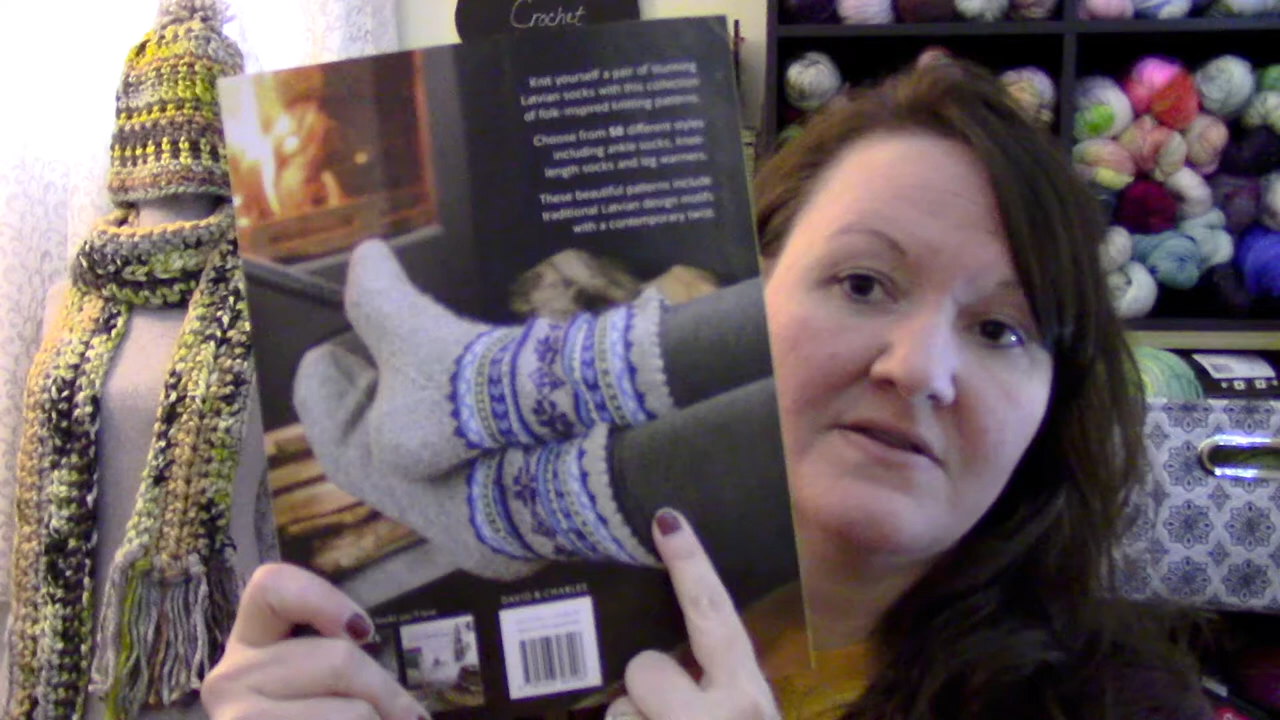 Crochet
Knit yourself a pair of stunning
Latvian socks with this collection
of folk-inspired knitting patterns.
Choose from 50 different styles
including ankle socks, knee-
length socks and leg warmers.
These beautiful patterns include
traditional Latvian design motifs
with a contemporary twist.
DAVID & CHARLES